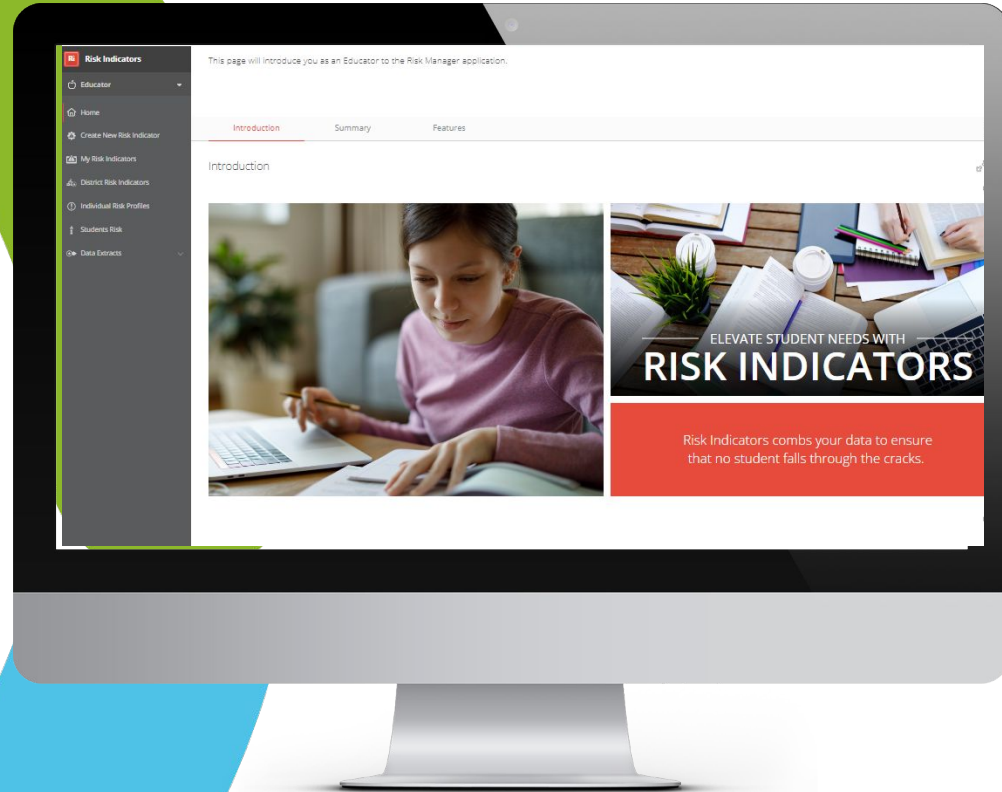 Ri Risk Indicators
Educator
Home
Create New Risk Indicator
My Risk Indicators
District Risk Indicators
Individual Risk Profiles
Students Risk
Data Extracts
This page will introduce you as an Educator to the Risk Manager application.
Introduction Summary Features
Introduction
ELEVATE STUDENT NEEDS WITH
RISK INDICATORS
Risk Indicators combs your data to ensure
that no student falls through the cracks.